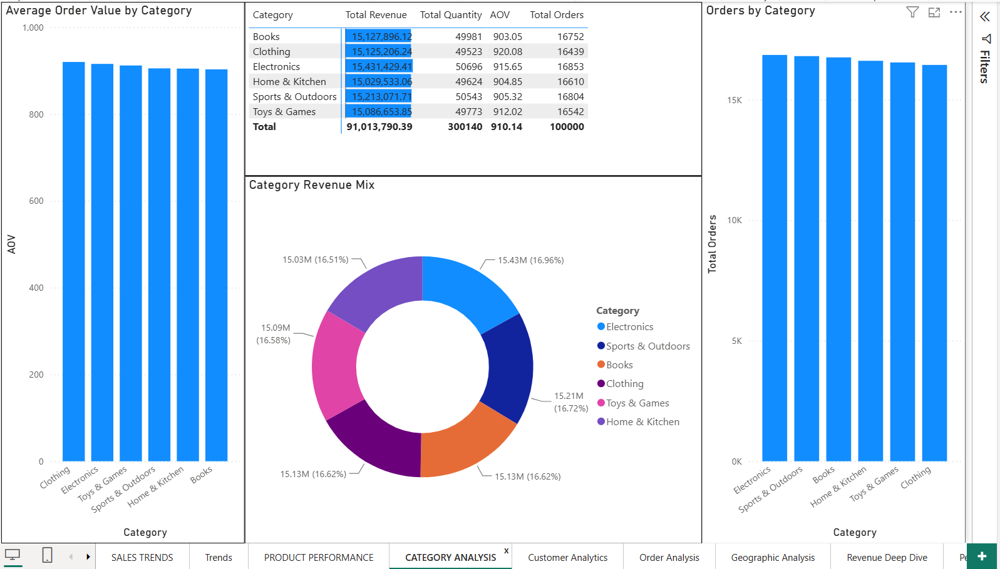 Average Order Value by Category
1,000
800
600
400
200
0
AOV
Clothing
Electronics
Toys & Games
Sports & Outdoors
Home & Kitchen
Books
Category
Category Total Revenue Total Quantity AOV Total Orders
Books 15,127,896.12 49981 903.05 16752
Clothing 15,125,206.24 49523 920.08 16439
Electronics 15,431,429.41 50696 915.65 16853
Home & Kitchen 15,029,533.06 49624 904.85 16610
Sports & Outdoors 15,213,071.71 50543 905.32 16804
Toys & Games 15,086,653.85 49773 912.02 16542
Total 91,013,790.39 300140 910.14 100000
Category Revenue Mix
15.03M (16.51%)
15.43M (16.96%)
15.09M
(16.58%)
15.21M
(16.72%)
15.13M (16.62%)
15.13M (16.62%)
Category
Electronics
Sports & Outdoors
Books
Clothing
Toys & Games
Home & Kitchen
Orders by Category
15K
10K
5K
0K
Total Orders
Electronics
Sports & Outdoors
Books
Home & Kitchen
Toys & Games
Clothing
Category
Filters
SALES TRENDS
Trends
PRODUCT PERFORMANCE
CATEGORY ANALYSIS
x
Customer Analytics
Order Analysis
Geographic Analysis
Revenue Deep Dive